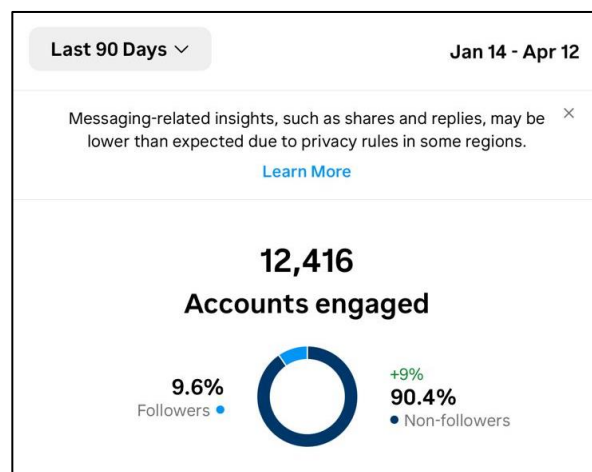 Last 90 Days
Jan 14 - Apr 12
Messaging-related insights, such as shares and replies, may be
lower than expected due to privacy rules in some regions.
Learn More
12,416
Accounts engaged
9.6%
Followers
+9%
90.4%
Non-followers